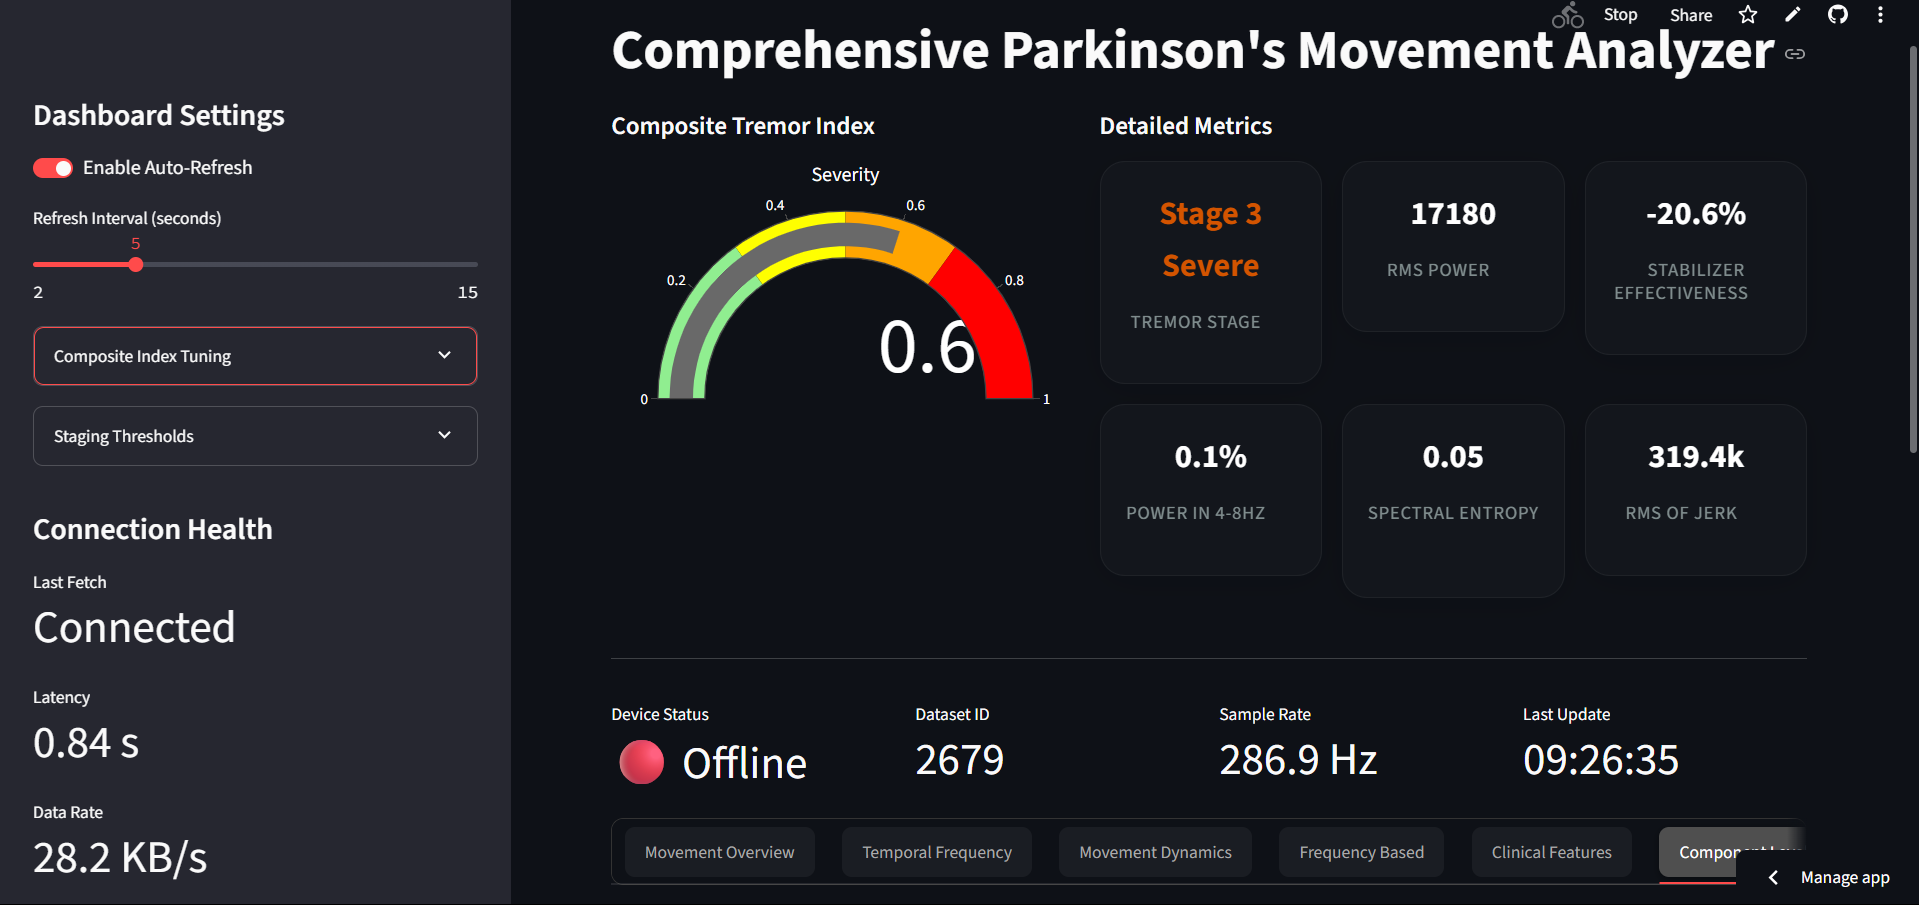 Stop
Share
Comprehensive Parkinson's Movement Analyzer
Dashboard Settings
Enable Auto-Refresh
Refresh Interval (seconds)
5
2
15
Composite Index Tuning
Staging Thresholds
Connection Health
Last Fetch
Connected
Latency
0.84 s
Data Rate
28.2 KB/s
Composite Tremor Index
Severity
0
0.2
0.4
0.6
0.8
1
0.6
Detailed Metrics
Stage 3
Severe
TREMOR STAGE
17180
RMS POWER
-20.6%
STABILIZER
EFFECTIVENESS
0.1%
POWER IN 4-8HZ
0.05
SPECTRAL ENTROPY
319.4k
RMS OF JERK
Device Status
Offline
Dataset ID
2679
Sample Rate
286.9 Hz
Last Update
09:26:35
Movement Overview
Temporal Frequency
Movement Dynamics
Frequency Based
Clinical Features
Manage app